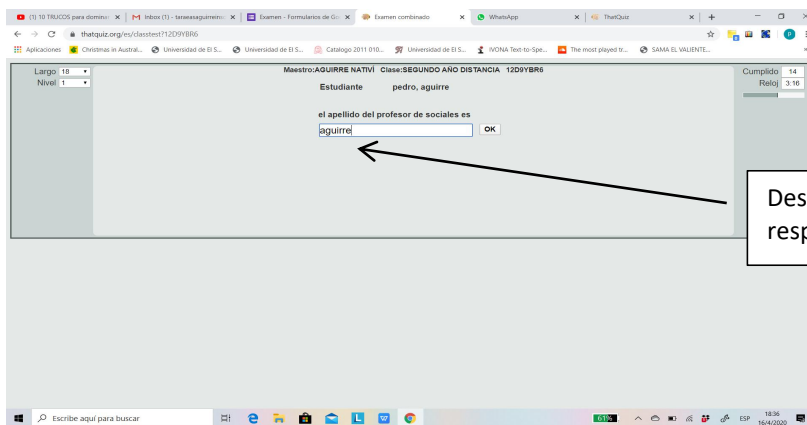 (1) 10 TRUCOS para dominar
Inbox (1) - taraeasaguirreint
Examen - Formularios de Go
Examen combinado
WhatsApp
ThatQuiz
thatquiz.org/es/classtest?12D9YBR6
Aplicaciones
Christmas in Austral...
Universidad de El S...
Universidad de El S...
Catalogo 2011 010...
Universidad de El S...
IVONA Text-to-Spe...
The most played tr...
SAMA EL VALIENTE...
Largo 18
Maestro:AGUIRRE NATIVÍ Clase:SEGUNDO AÑO DISTANCIA 12D9YBR6
Cumplido 14
Nivel 1
Reloj 3:16
Estudiante pedro, aguirre
el apellido del profesor de sociales es
aguirre
OK
Des
resp
Escribe aquí para buscar
61%
ESP
18:36
16/4/2020